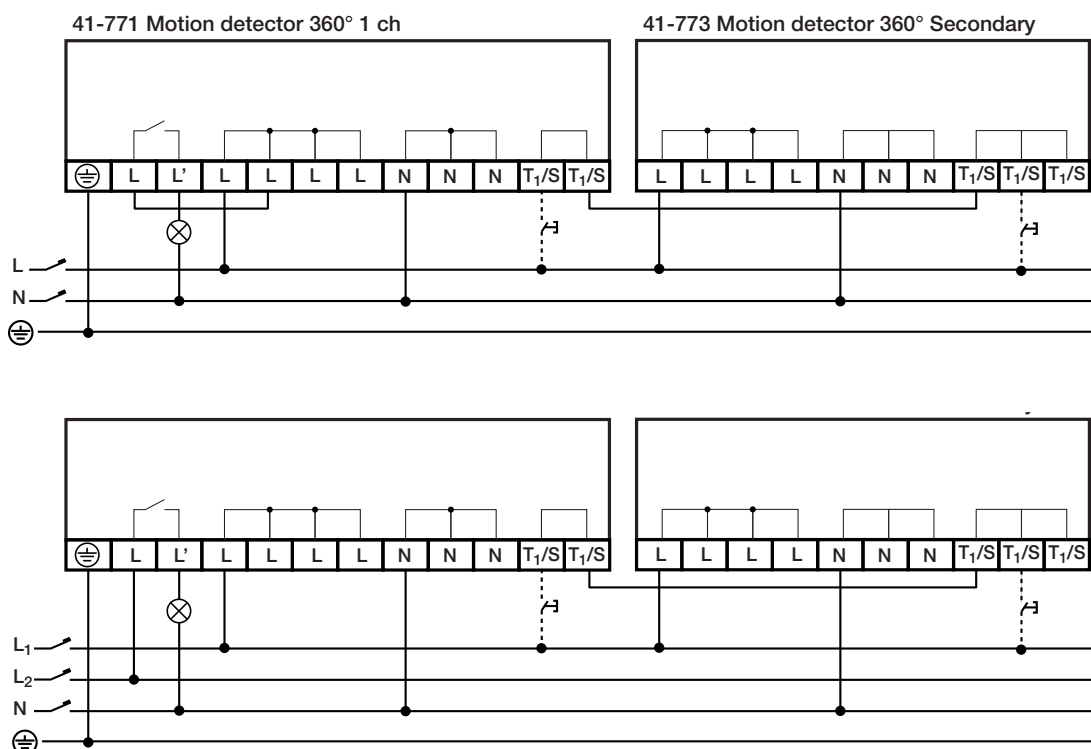 41-771 Motion detector 360° 1 ch
41-773 Motion detector 360° Secondary
L L' L L L L N N N T₁/S T₁/S
L L L L N N N T₁/S T₁/S T₁/S
L
N
L L' L L L L N N N T₁/S T₁/S
L L L L N N N T₁/S T₁/S T₁/S
L₁
L₂
N